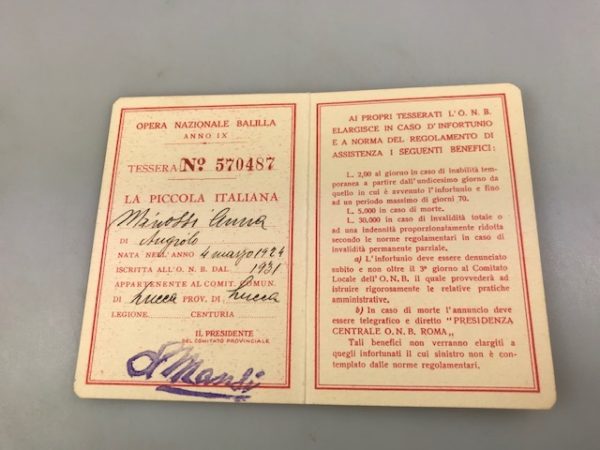 OPERA NAZIONALE BALILLA
ANNO IX
TESSERA No 570487
LA PICCOLA ITALIANA
Minossi Anna
DI Angiolo
NATA NELL'ANNO 4 marzo 1924
ISCRITTA ALL'O. N. B. DAL 1931
APPARTENENTE AL COMIT. COMUN.
DI Lucca PROV. DI Lucca
LEGIONE CENTURIA
IL PRESIDENTE
DEL COMITATO PROVINCIALE
AI PROPRI TESSERATI L'O. N. B.
ELARGISCE IN CASO D'INFORTUNIO
E A NORMA DEL REGOLAMENTO DI
ASSISTENZA I SEGUENTI BENEFICI :
L. 2,00 al giorno in caso di inabilità tem-
poranea a partire dall'undicesimo giorno da
quello in cui è avvenuto l'infortunio e fino
ad un periodo massimo di giorni 70.
L. 5.000 in caso di morte.
L. 30.000 in caso di invalidità totale o
ad una indennità proporzionalmente ridotta
secondo le norme regolamentari in caso di
invalidità permanente parziale.
a) L'infortunio deve essere denunciato
subito e non oltre il 3º giorno al Comitato
Locale dell'O. N. B. il quale provvederà ad
istruire rigorosamente le relative pratiche
amministrative.
b) In caso di morte l'annuncio deve
essere telegrafico e diretto "PRESIDENZA
CENTRALE O. N. B. ROMA„
Tali benefici non verranno elargiti a
quegli infortunati il cui sinistro non è con-
templato dalle norme regolamentari.